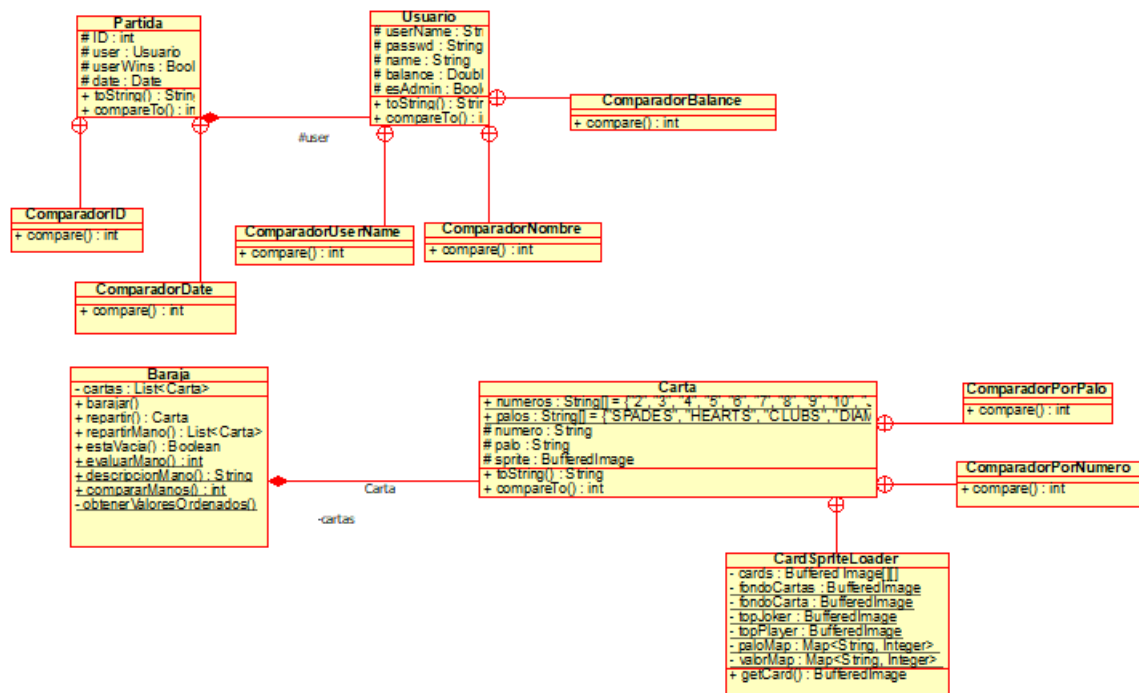 Partida
# ID : int
# user : Usuario
# userWins : Bool
# date : Date
+ toString() : String
+ compareTo() : in
Usuario
# userName : Stri
# passwd : String
# name : String
# balance : Doubl
# esAdmin : Bool
+ toString() : Strin
+ compareTo() : i
ComparadorBalance
+ compare() : int
#user
ComparadorID
+ compare() : int
ComparadorUserName
+ compare() : int
ComparadorNombre
+ compare() : int
ComparadorDate
+ compare() : int
Baraja
- cartas : List<Carta>
+ barajar()
+ repartir() : Carta
+ repartirMano() : List<Carta>
+ estaVacia() : Boolean
+ evaluarMano() : int
+ descripcionMano() : String
+ compararManos() : int
- obtenerValoresOrdenados()
Carta
-cartas
Carta
+ numeros : String[] = {"2", "3", "4", "5", "6", "7", "8", "9", "10", "J
+ palos : String[] = {"SPADES", "HEARTS", "CLUBS", "DIAM
# numero : String
# palo : String
# sprite : BufferedImage
+ toString() : String
+ compareTo() : int
ComparadorPorPalo
+ compare() : int
ComparadorPorNumero
+ compare() : int
CardSpriteLoader
- cards : Buffered Image[][]
- fondoCartas : BufferedImage
- fondoCarta : BufferedImage
- topJoker : BufferedImage
- topPlayer : BufferedImage
- paloMap : Map<String, Integer>
- valorMap : Map<String, Integer>
+ getCard() : BufferedImage